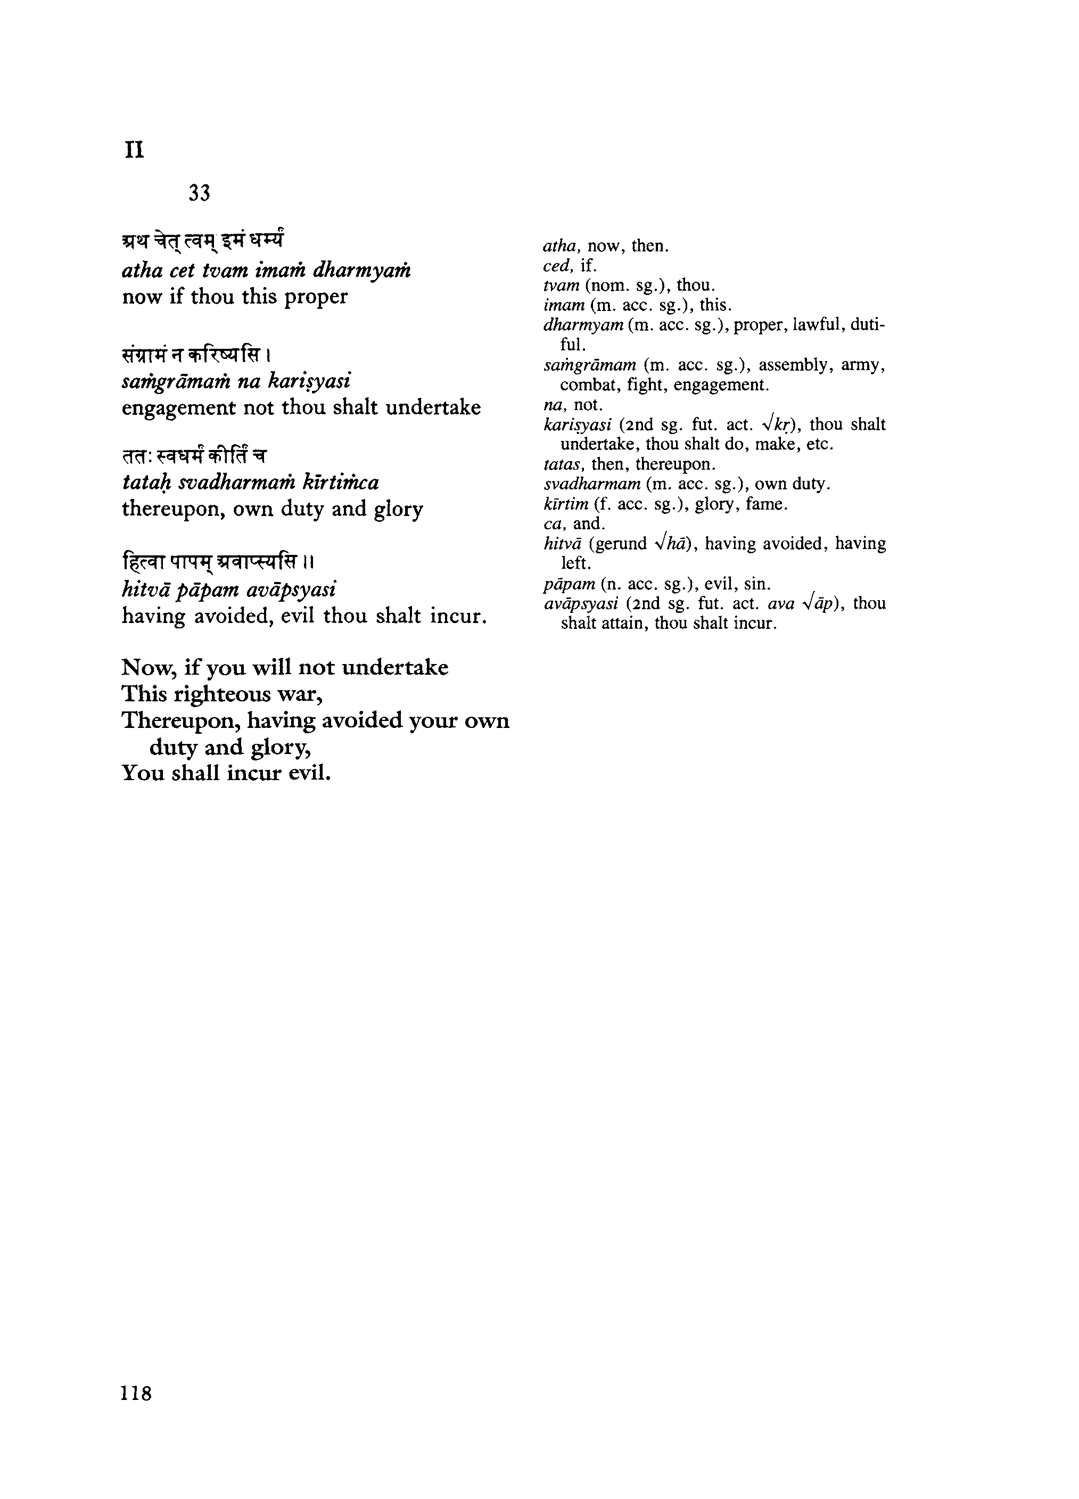 II
33
अथ चेत् त्वम् इमं धर्म्यं
atha cet tvam imaṁ dharmyaṁ
now if thou this proper
संग्रामं न करिष्यसि ।
saṁgrāmaṁ na kariṣyasi
engagement not thou shalt undertake
ततः स्वधर्मं कीर्तिं च
tataḥ svadharmaṁ kīrtiṁca
thereupon, own duty and glory
हित्वा पापम् अवाप्स्यसि ।।
hitvā pāpam avāpsyasi
having avoided, evil thou shalt incur.
Now, if you will not undertake
This righteous war,
Thereupon, having avoided your own
duty and glory,
You shall incur evil.
atha, now, then.
ced, if.
tvam (nom. sg.), thou.
imam (m. acc. sg.), this.
dharmyam (m. acc. sg.), proper, lawful, duti-
ful.
saṁgrāmam (m. acc. sg.), assembly, army,
combat, fight, engagement.
na, not.
kariṣyasi (2nd sg. fut. act. √kṛ), thou shalt
undertake, thou shalt do, make, etc.
tatas, then, thereupon.
svadharmam (m. acc. sg.), own duty.
kīrtim (f. acc. sg.), glory, fame.
ca, and.
hitvā (gerund √hā), having avoided, having
left.
pāpam (n. acc. sg.), evil, sin.
avāpsyasi (2nd sg. fut. act. ava √āp), thou
shalt attain, thou shalt incur.
118